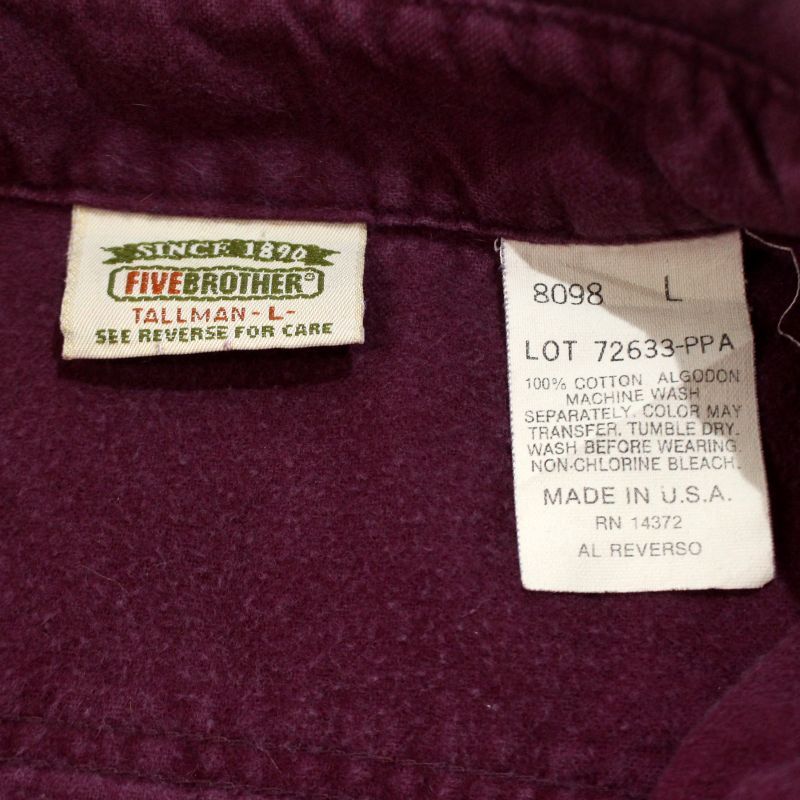 SINCE 1890
FIVEBROTHER®
TALLMAN - L -
SEE REVERSE FOR CARE
8098 L
LOT 72633-PPA
100% COTTON ALGODON
MACHINE WASH
SEPARATELY. COLOR MAY
TRANSFER. TUMBLE DRY.
WASH BEFORE WEARING.
NON-CHLORINE BLEACH.
MADE IN U.S.A.
RN 14372
AL REVERSO